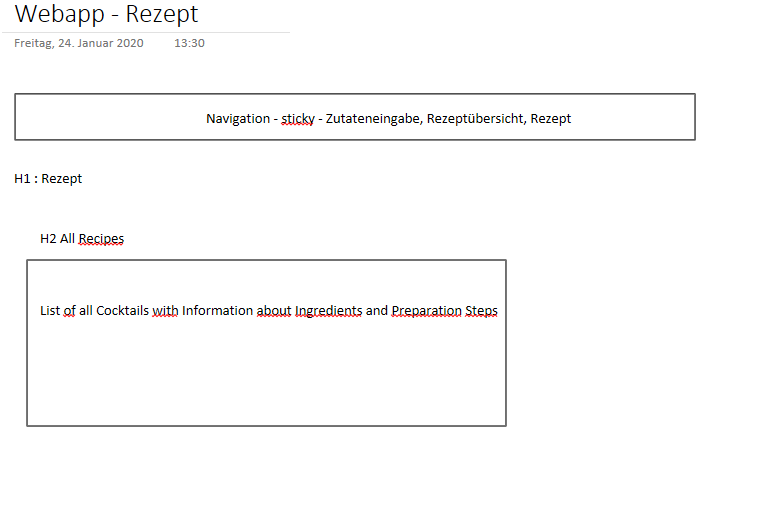 Webapp - Rezept
Freitag, 24. Januar 2020 13:30
Navigation - sticky - Zutateneingabe, Rezeptübersicht, Rezept
H1 : Rezept
H2 All Recipes
List of all Cocktails with Information about Ingredients and Preparation Steps